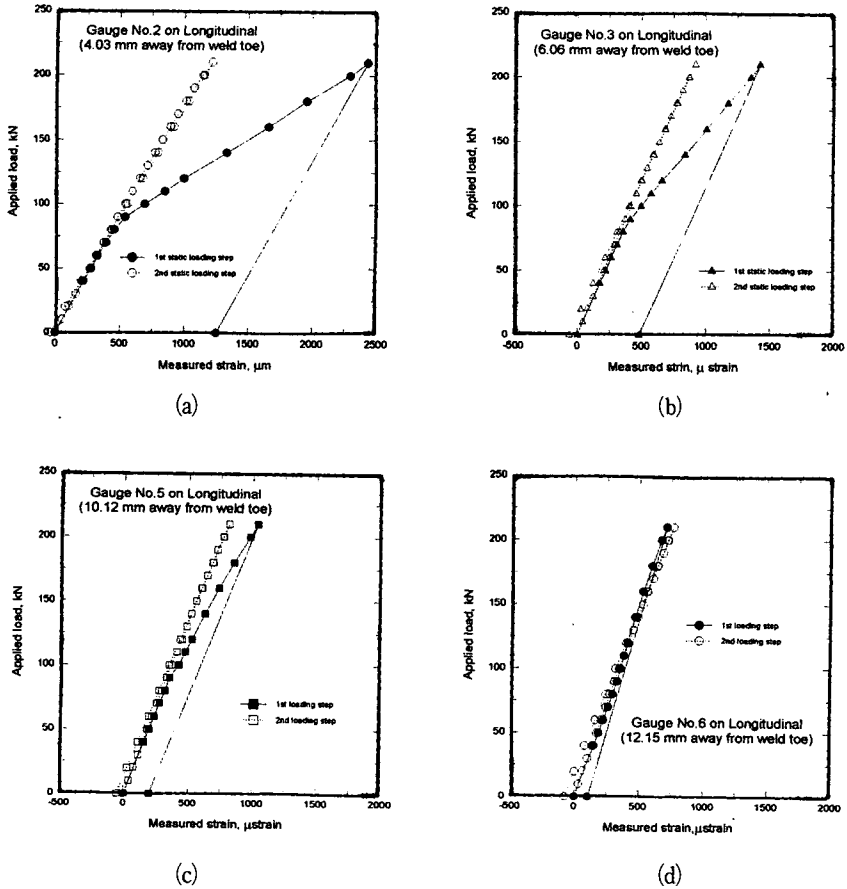 250
200
150
100
50
0
Applied load, kN
Gauge No.2 on Longitudinal
(4.03 mm away from weld toe)
1st static loading step
2nd static loading step
0
500
1000
1500
2000
2500
Measured strain, μm
(a)
250
200
150
100
50
0
Applied load, kN
Gauge No.3 on Longitudinal
(6.06 mm away from weld toe)
1st static loading step
2nd static loading step
-500
0
500
1000
1500
2000
Measured strin, μ strain
(b)
250
200
150
100
50
0
Applied load, kN
Gauge No.5 on Longitudinal
(10.12 mm away from weld toe)
1st loading step
2nd loading step
-500
0
500
1000
1500
2000
Measured strain, μstrain
(c)
250
200
150
100
50
0
Applied load, kN
1st loading step
2nd loading step
Gauge No.6 on Longitudinal
(12.15 mm away from weld toe)
-500
0
500
1000
1500
2000
Measured strain,μstrain
(d)